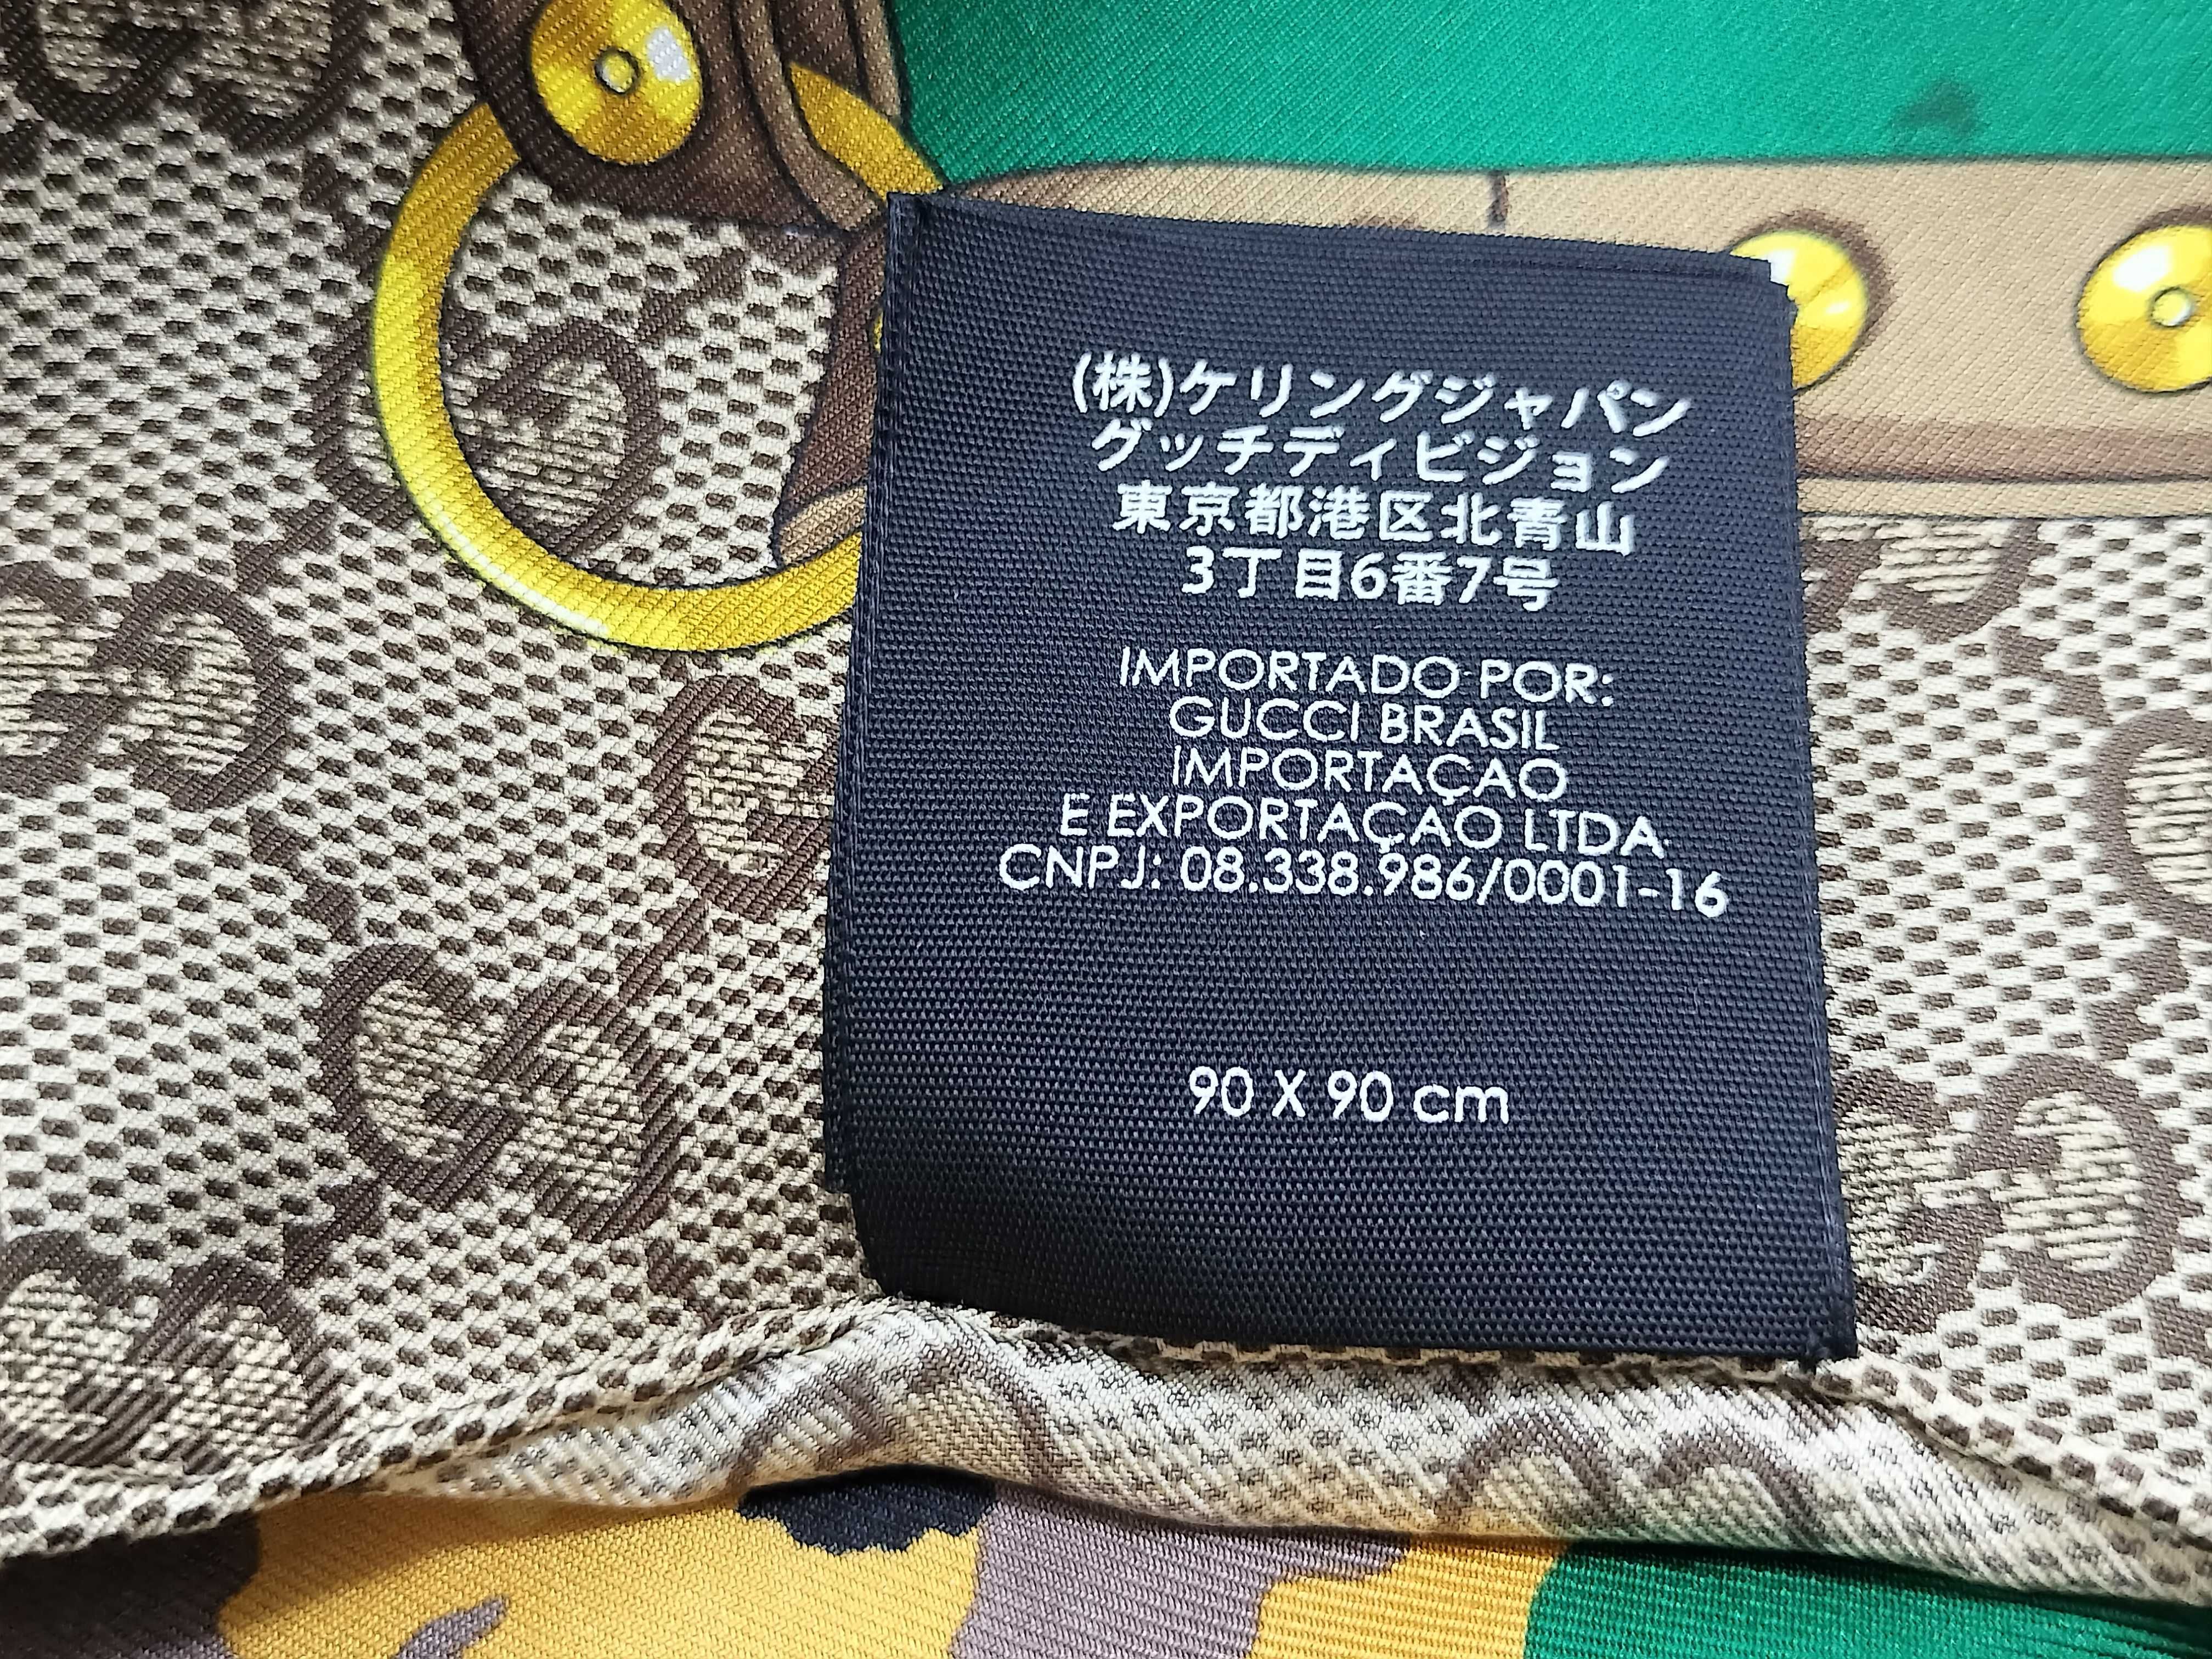 (株)ケリングジャパン
グッチディビジョン
東京都港区北青山
3丁目6番7号
IMPORTADO POR:
GUCCI BRASIL
IMPORTAÇAO
E EXPORTAÇAO LTDA
CNPJ: 08.338.986/0001-16
90 X 90 cm